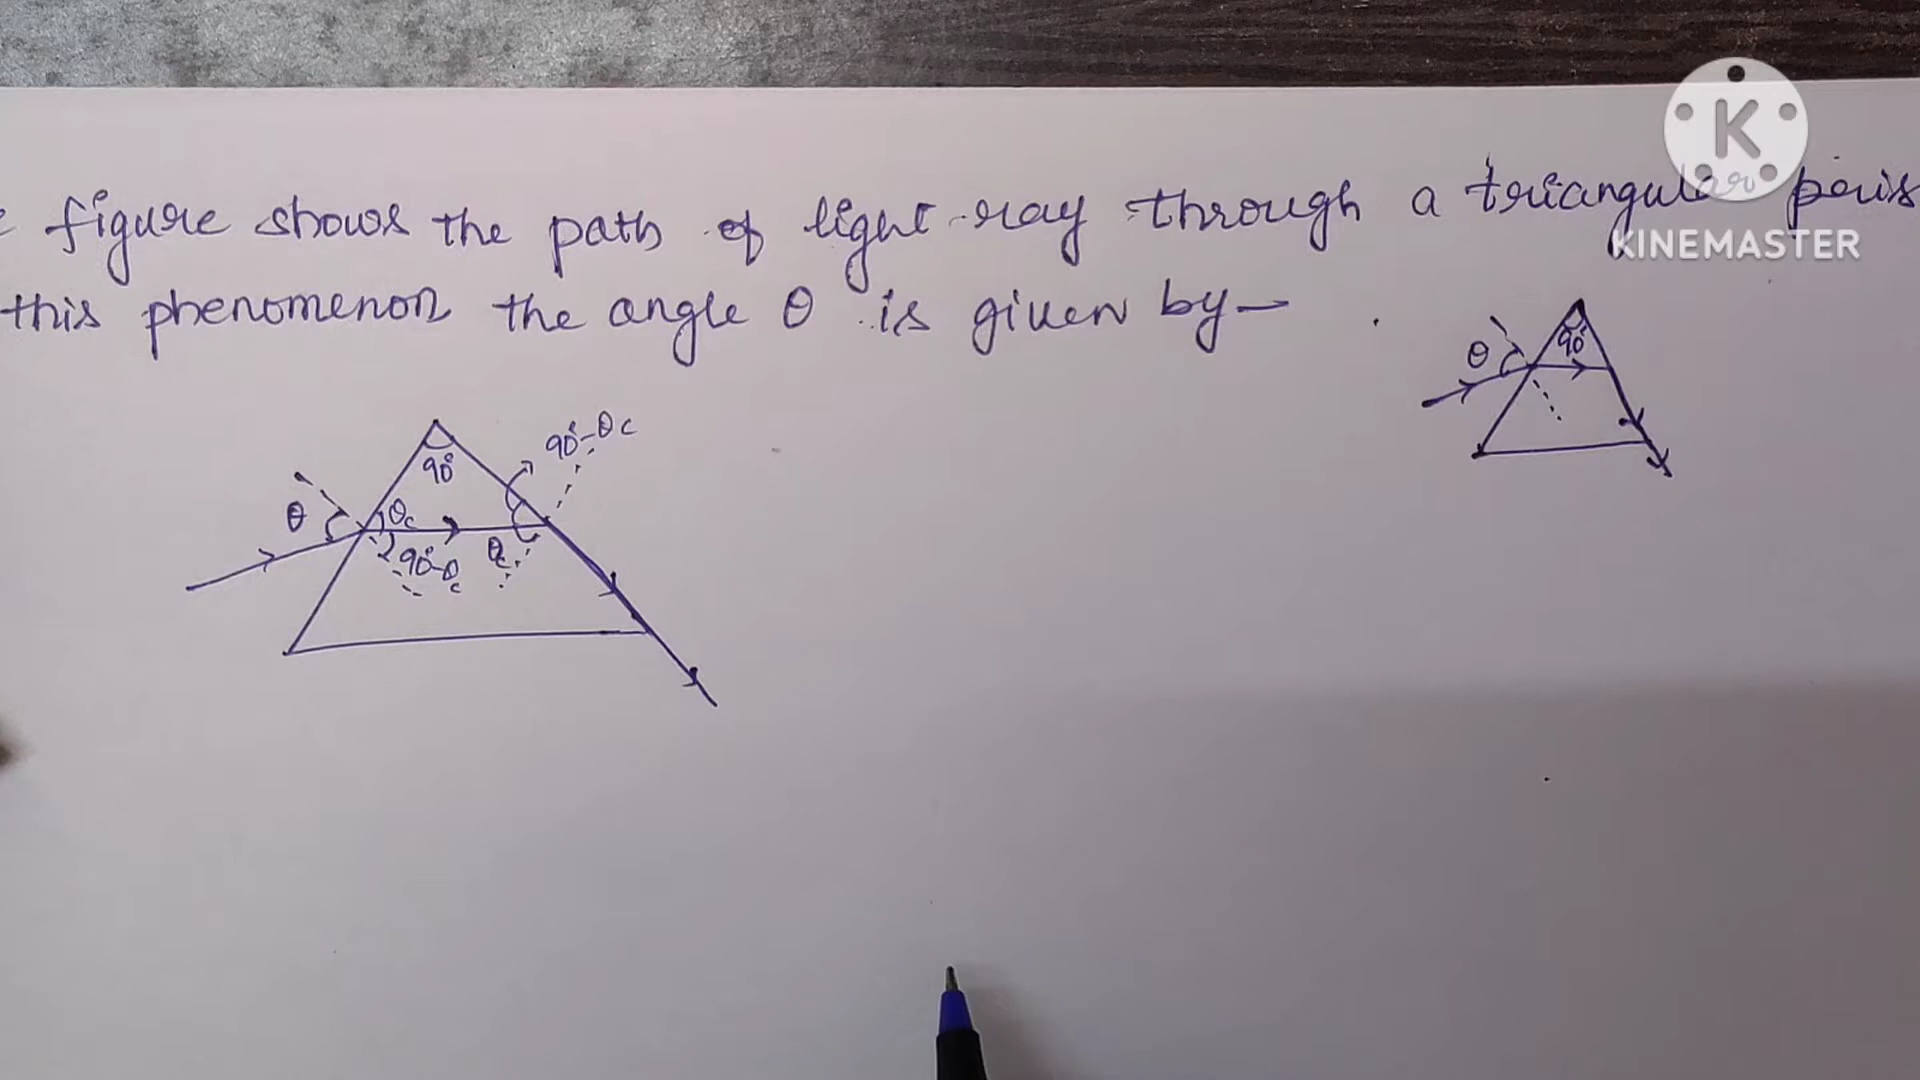 figure shows the path of light ray through a triangular pris
this phenomenon the angle θ is given by—
KINEMASTER
K
θ
90°
90°
90°-θc
θ
θc
90°-θc
θc